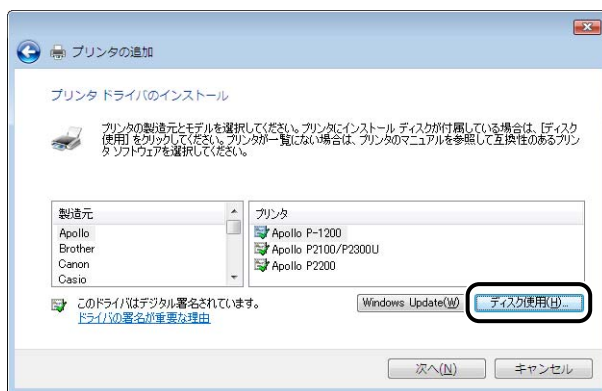 プリンタの追加
プリンタ ドライバのインストール
プリンタの製造元とモデルを選択してください。プリンタにインストール ディスクが付属している場合は、[ディスク
使用] をクリックしてください。プリンタが一覧にない場合は、プリンタのマニュアルを参照して互換性のあるプリン
タ ソフトウェアを選択してください。
製造元
Apollo
Brother
Canon
Casio
プリンタ
Apollo P-1200
Apollo P2100/P2300U
Apollo P2200
このドライバはデジタル署名されています。
ドライバの署名が重要な理由
Windows Update(W)
ディスク使用(H)...
次へ(N)
キャンセル